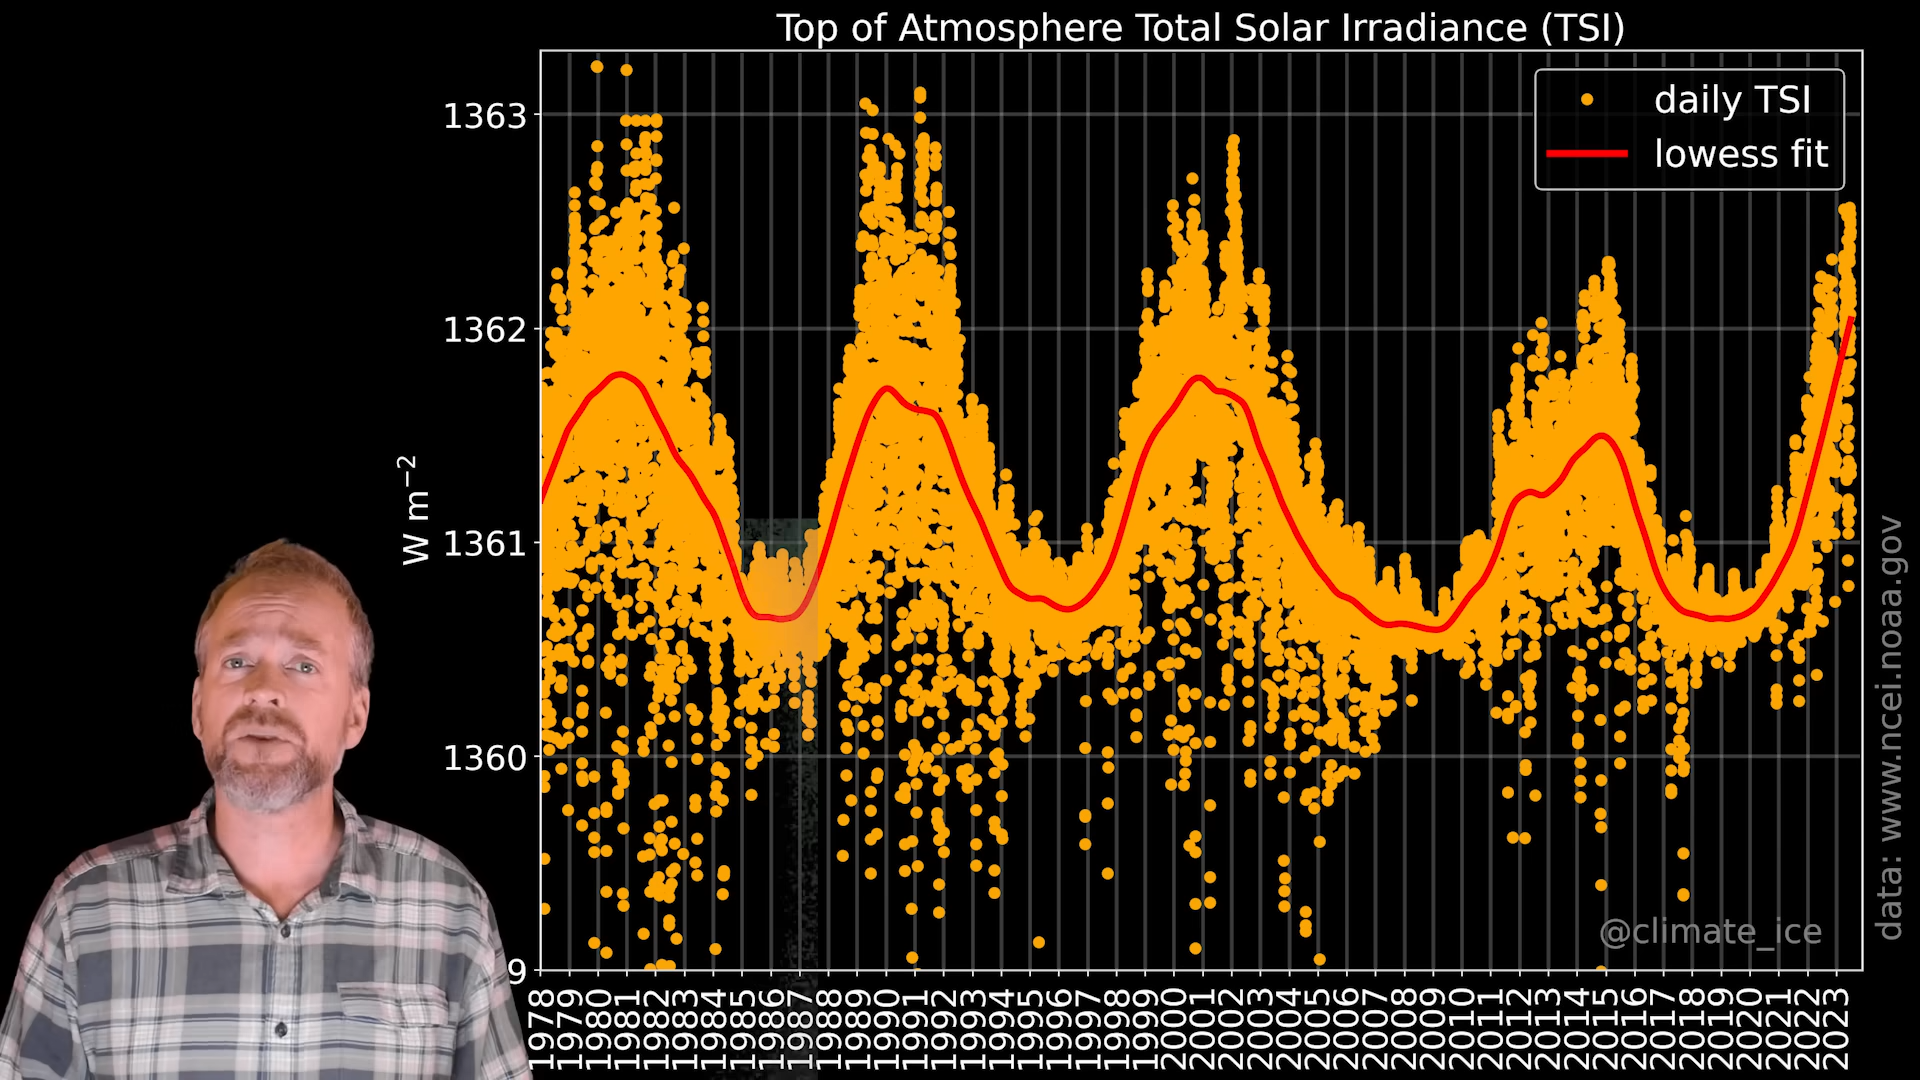 Top of Atmosphere Total Solar Irradiance (TSI)
daily TSI
lowess fit
1363
1362
1361
1360
9
W m−2
@climate_ice
data: www.ncei.noaa.gov
1978 1979 1980 1981 1982 1983 1984 1985 1986 1987 1988 1989 1990 1991 1992 1993 1994 1995 1996 1997 1998 1999 2000 2001 2002 2003 2004 2005 2006 2007 2008 2009 2010 2011 2012 2013 2014 2015 2016 2017 2018 2019 2020 2021 2022 2023